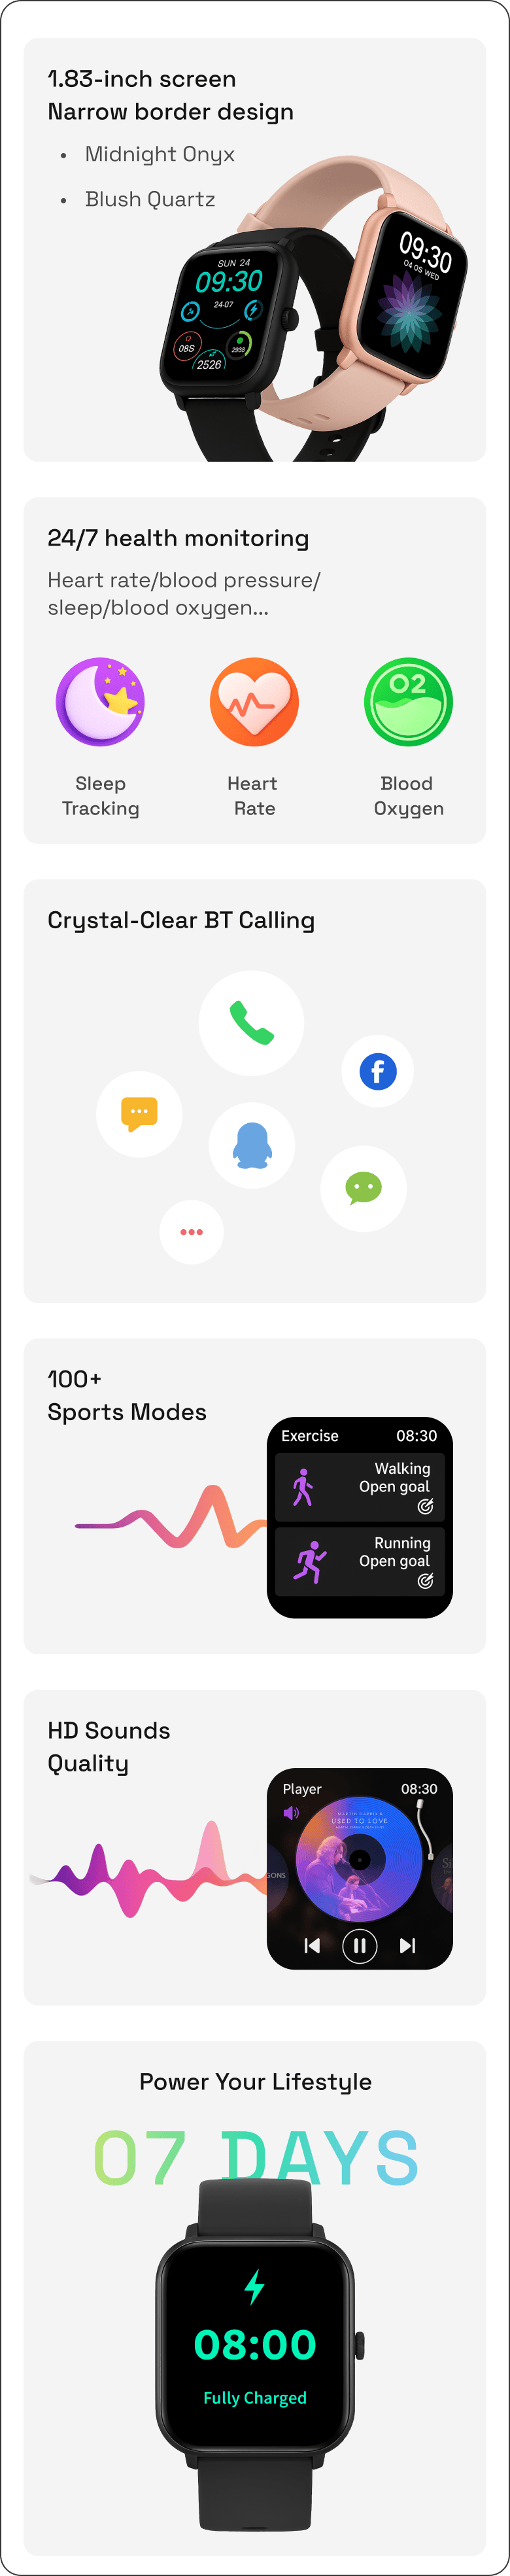 1.83-inch screen
Narrow border design
• Midnight Onyx
• Blush Quartz
SUN 24
09:30
24-07
08S
2938
2526
09:30
04 05 WED
24/7 health monitoring
Heart rate/blood pressure/
sleep/blood oxygen...
O2
Sleep
Tracking
Heart
Rate
Blood
Oxygen
Crystal-Clear BT Calling
f
100+
Sports Modes
Exercise 08:30
Walking
Open goal
Running
Open goal
HD Sounds
Quality
Player 08:30
MARTIN GARRIX &
USED TO LOVE
GONS
Power Your Lifestyle
07 DAYS
08:00
Fully Charged